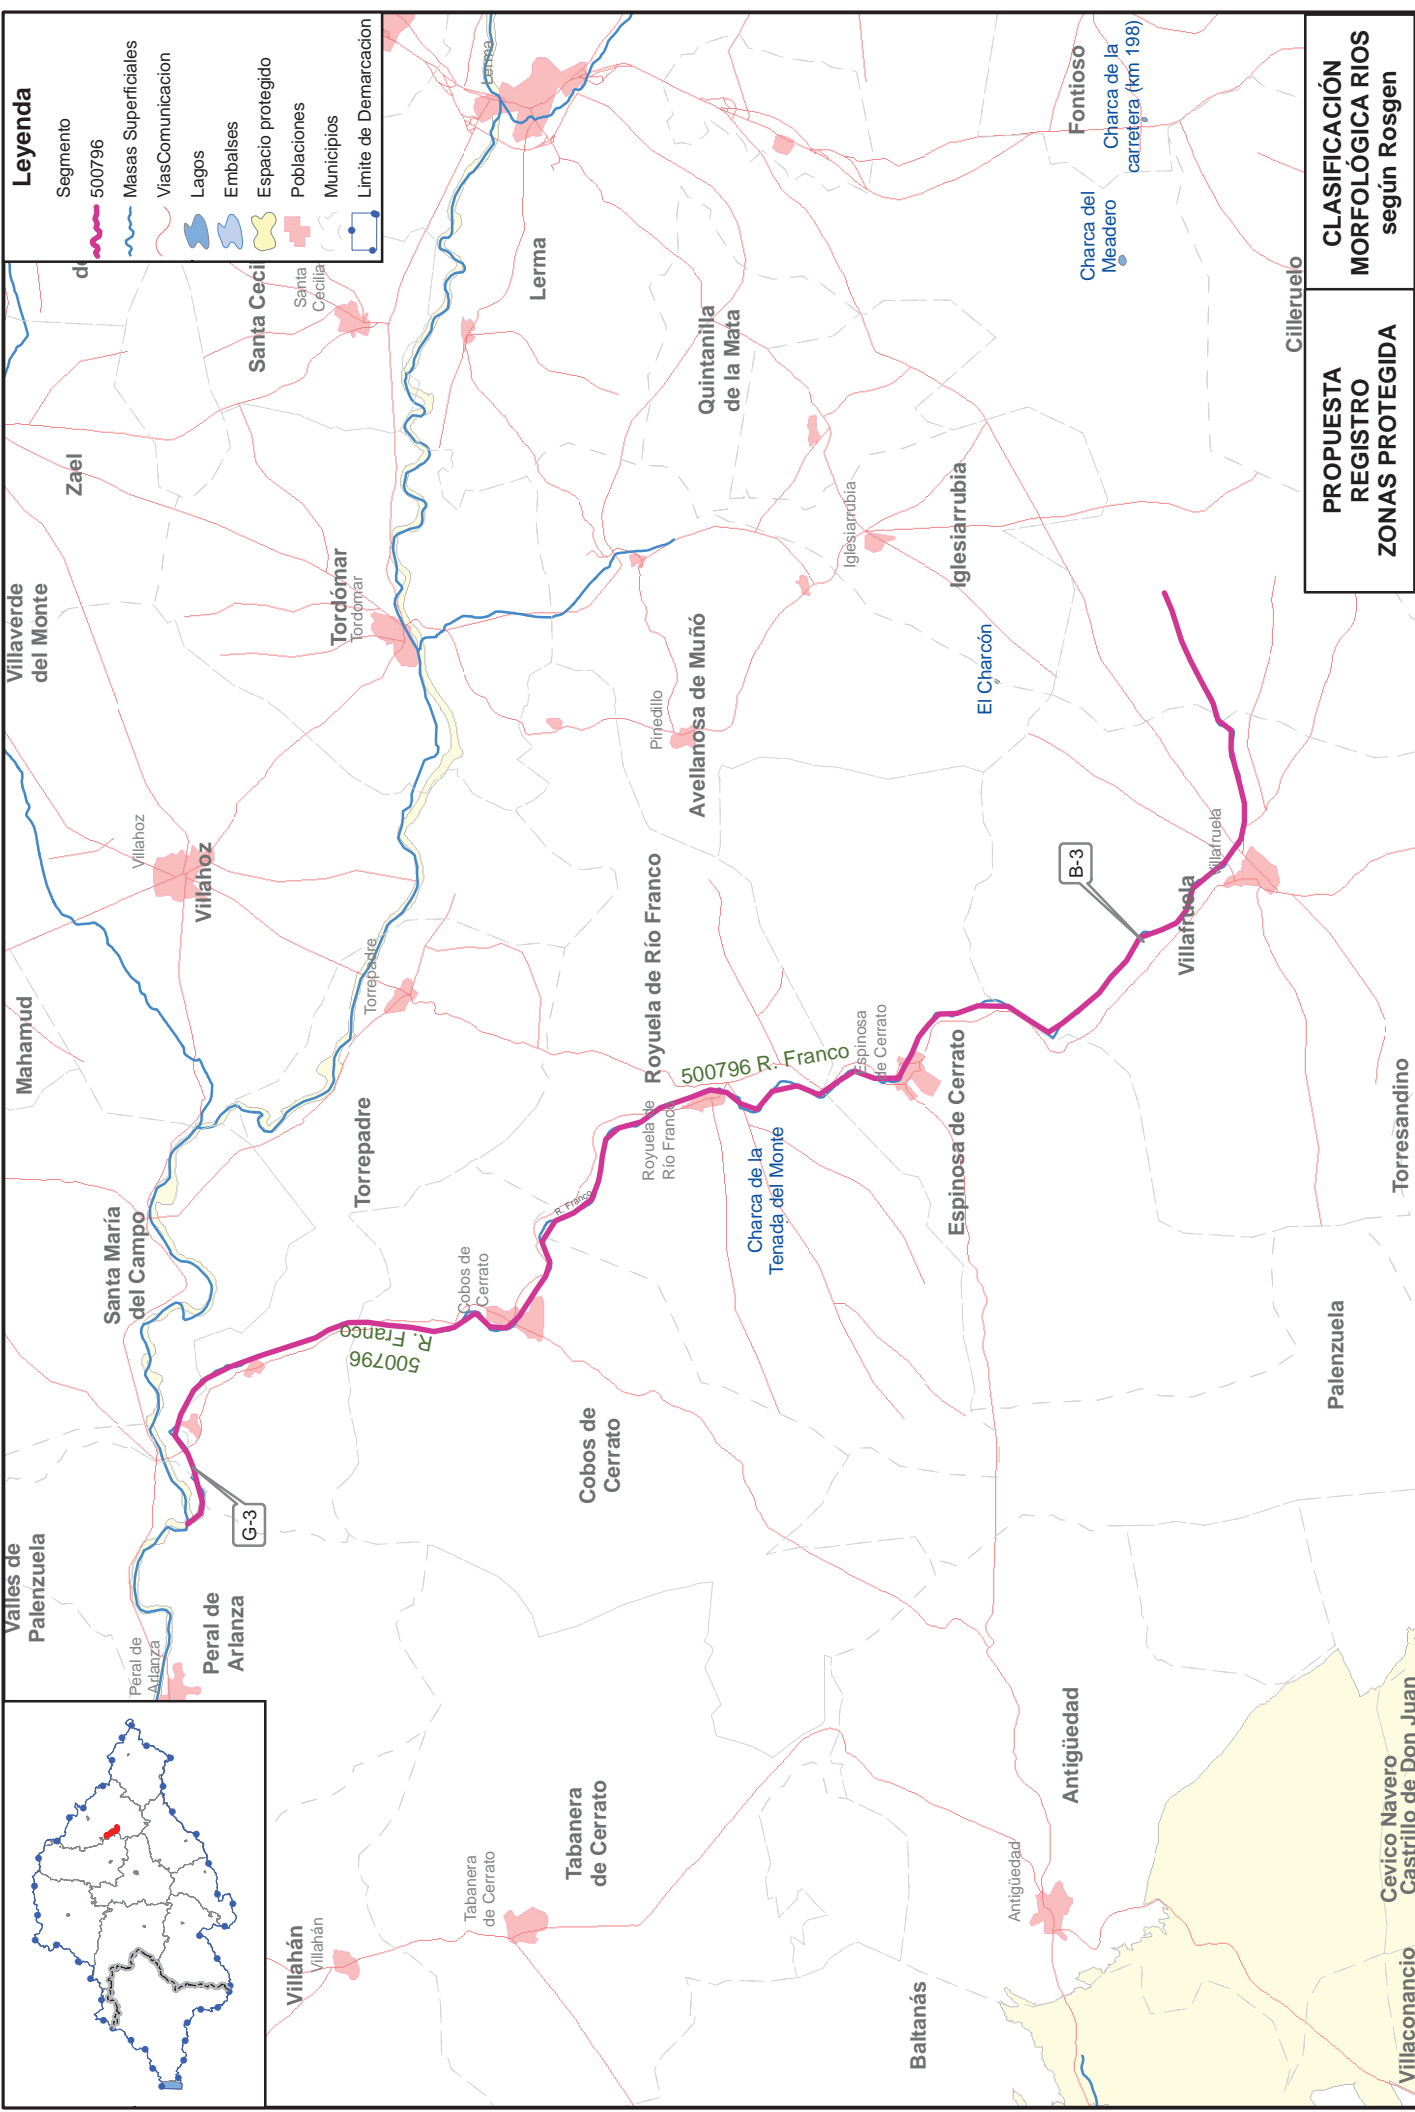 Leyenda
Segmento
500796
Masas Superficiales
ViasComunicacion
Lagos
Embalses
Espacio protegido
Poblaciones
Municipios
Limite de Demarcacion
CLASIFICACIÓN
MORFOLÓGICA RIOS
según Rosgen
PROPUESTA
REGISTRO
ZONAS PROTEGIDA
Valles de
Palenzuela
Mahamud
Villaverde
del Monte
Zael
Santa María
del Campo
Villahoz
Villahoz
Peral de
Arlanza
Peral de
Arlanza
G-3
Santa Cecil
Santa
Cecilia
Lerma
Lerma
Tordómar
Tordomar
Torrepadre
Torrepadre
500796
R. Franco
Villahán
Villahán
Tabanera
de Cerrato
Tabanera
de Cerrato
Cobos de
Cerrato
Cobos de
Cerrato
R. Franco
Royuela de Río Franco
Royuela de
Río Franco
500796 R. Franco
Pinedillo
Avellanosa de Muñó
Quintanilla
de la Mata
Charca de la
Tenada del Monte
Espinosa
de Cerrato
Espinosa de Cerrato
Iglesiarrubia
Iglesiarrubia
El Charcón
Baltanás
Antigüedad
Antigüedad
B-3
Villafruela
illafruela
Fontioso
Charca del
Meadero
Charca de la
carretera (km 198)
Cilleruelo
Palenzuela
Torresandino
Cevico Navero
Castrillo de Don Juan
Villaconancio